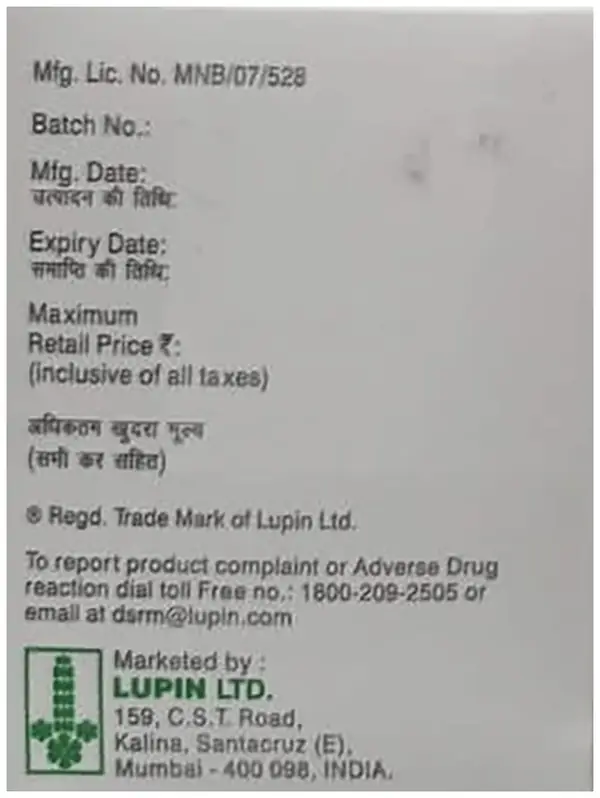 Mfg. Lic. No. MNB/07/528
Batch No.:
Mfg. Date:
उत्पादन की तिथि:
Expiry Date:
समाप्ति की तिथि:
Maximum
Retail Price ₹:
(inclusive of all taxes)
अधिकतम खुदरा मूल्य
(सभी कर सहित)
® Regd. Trade Mark of Lupin Ltd.
To report product complaint or Adverse Drug
reaction dial toll Free no.: 1800-209-2505 or
email at dsrm@lupin.com
Marketed by :
LUPIN LTD.
159, C.S.T. Road,
Kalina, Santacruz (E),
Mumbai - 400 098, INDIA.